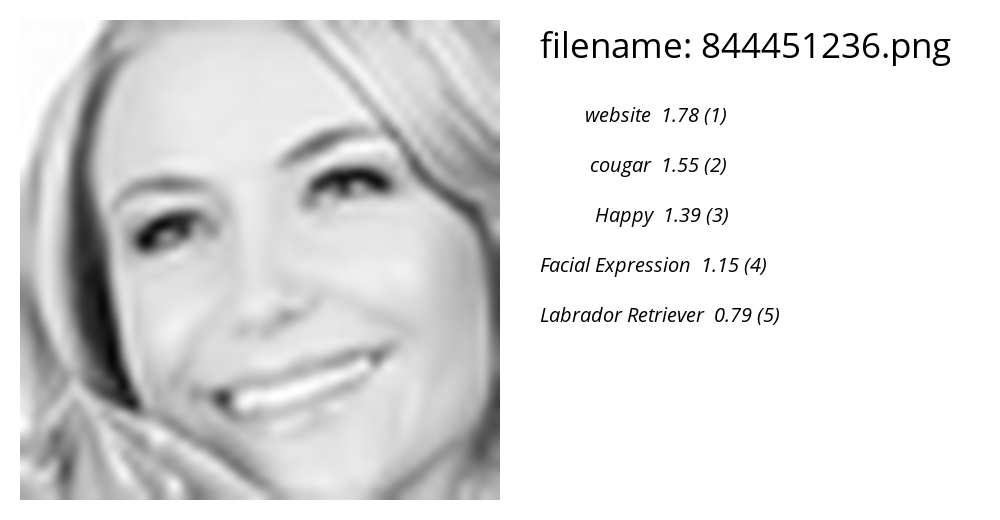 filename: 844451236.png
website 1.78 (1)
cougar 1.55 (2)
Happy 1.39 (3)
Facial Expression 1.15 (4)
Labrador Retriever 0.79 (5)